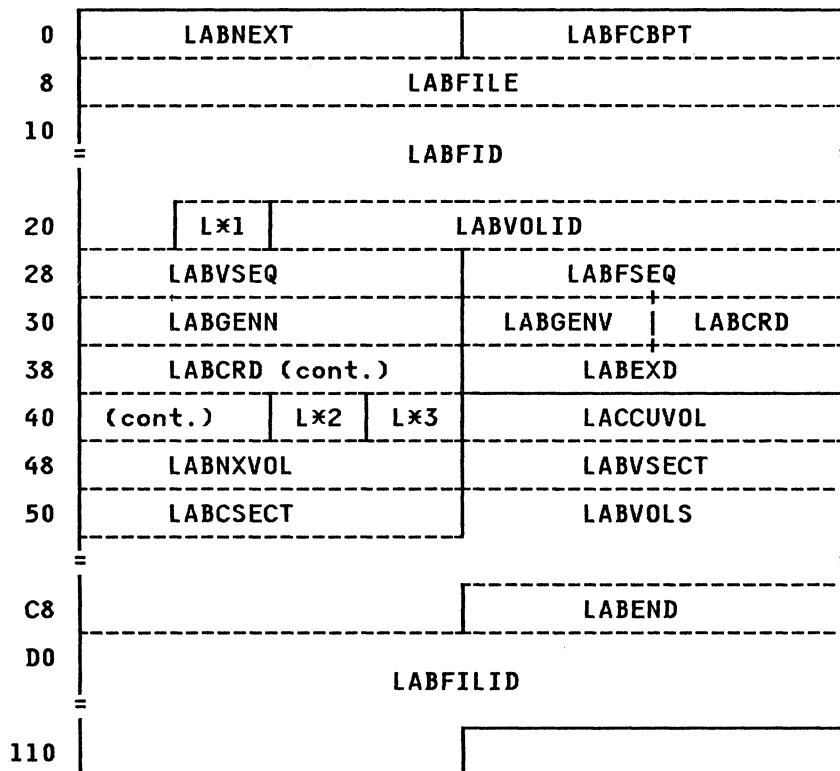 0 LABNEXT LABFCBPT
8 LABFILE
10
= LABFID
20 L*1 LABVOLID
28 LABVSEQ LABFSEQ
30 LABGENN LABGENV | LABCRD
38 LABCRD (cont.) LABEXD
40 (cont.) L*2 L*3 LACCUVOL
48 LABNXVOL LABVSECT
50 LABCSECT LABVOLS
=
C8 LABEND
D0
= LABFILID
110